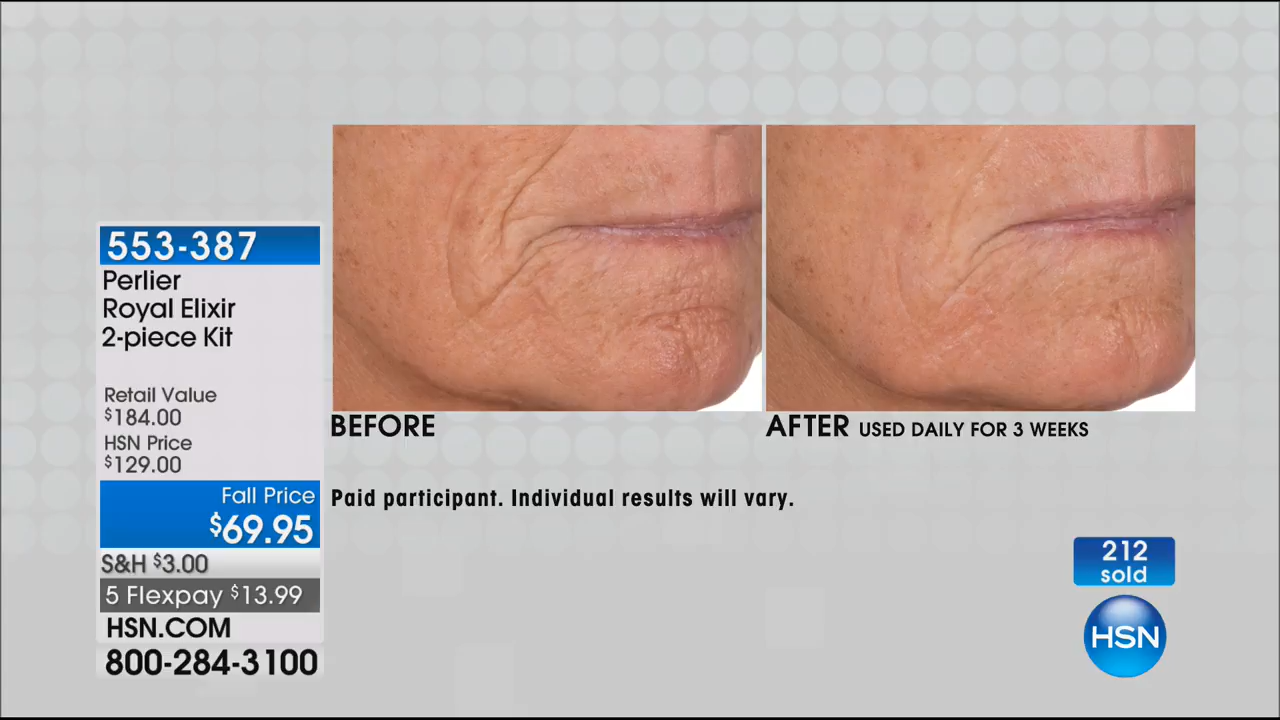 553-387
Perlier
Royal Elixir
2-piece Kit
Retail Value
$184.00
HSN Price
$129.00
Fall Price
$69.95
S&H $3.00
5 Flexpay $13.99
HSN.COM
800-284-3100
BEFORE
AFTER USED DAILY FOR 3 WEEKS
Paid participant. Individual results will vary.
212
sold
HSN